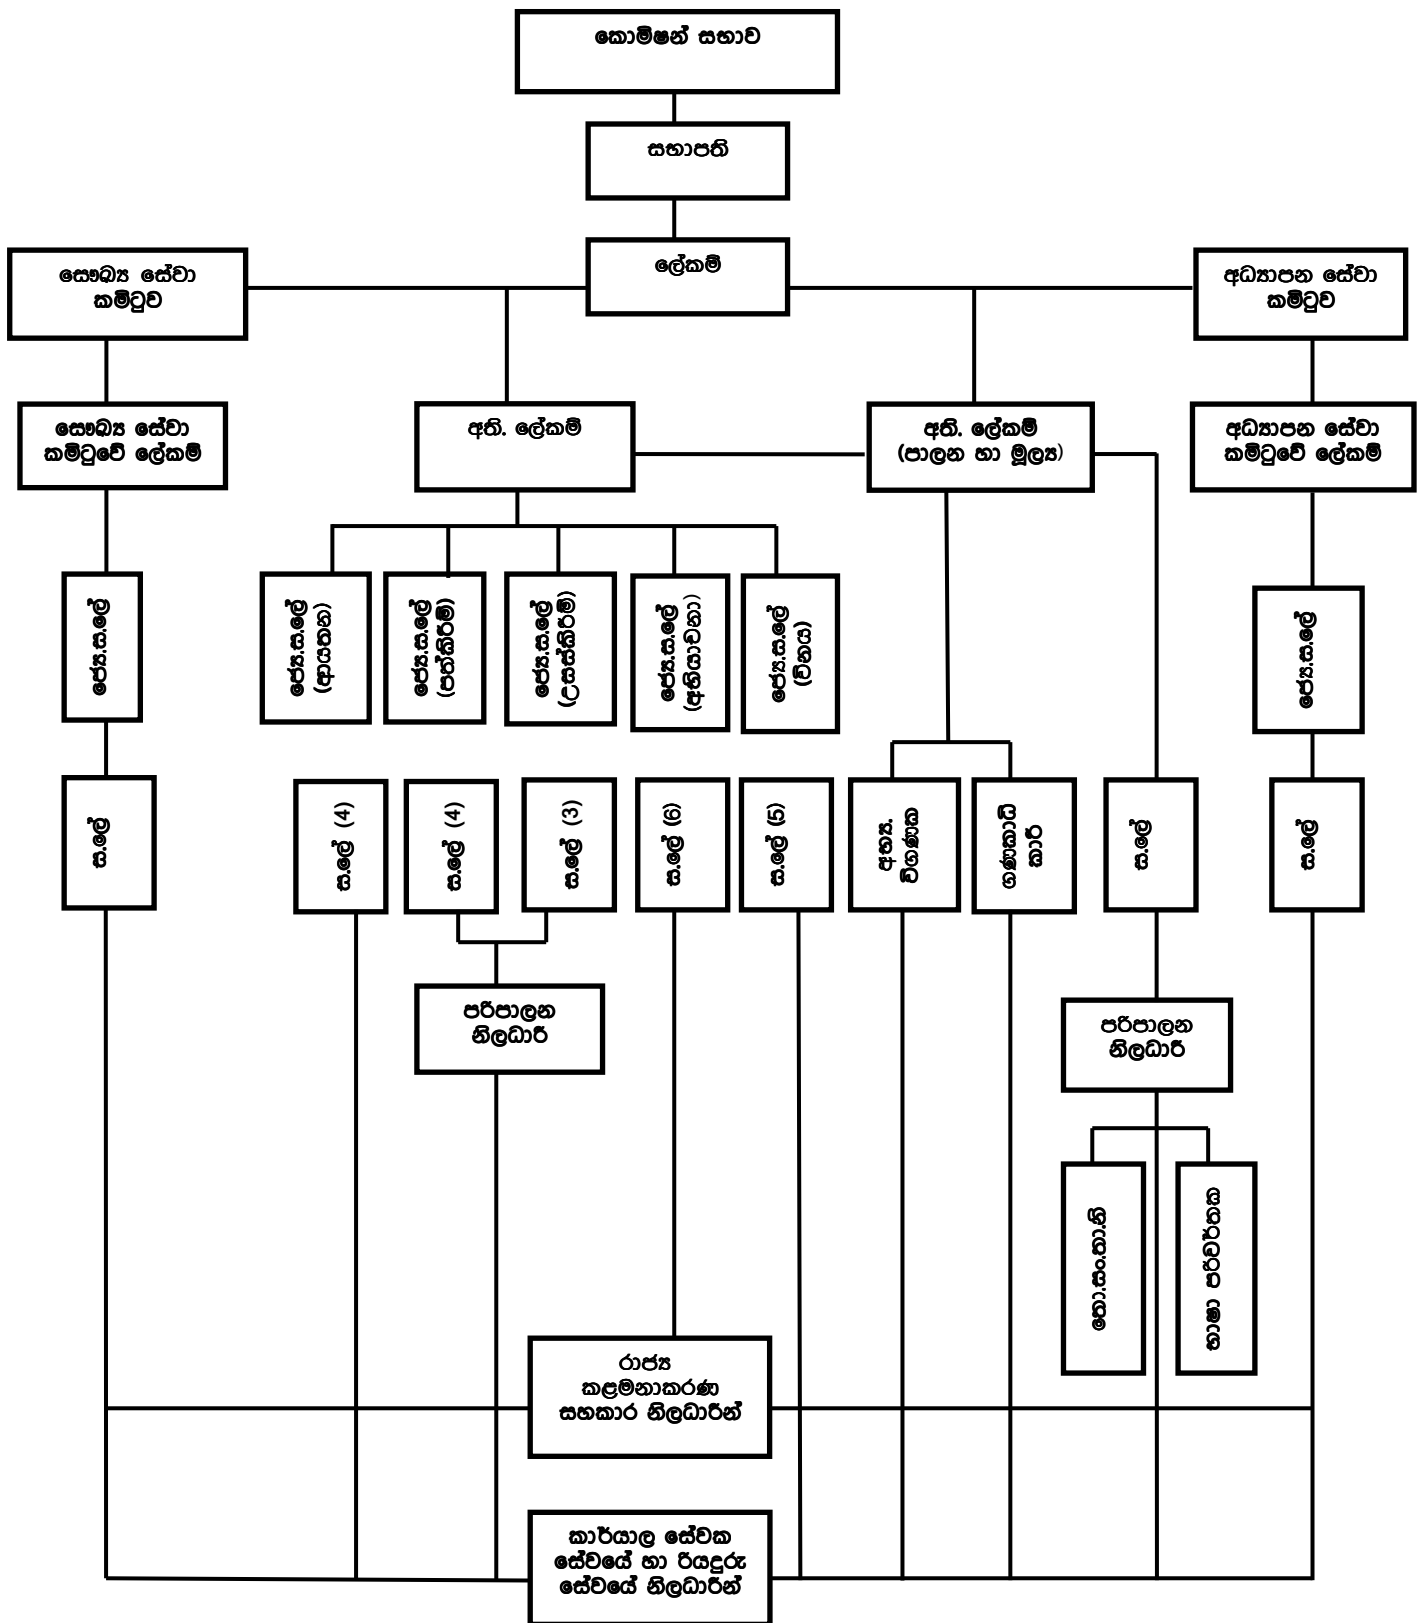 කොමිෂන් සභාව
සභාපති
ලේකම්
සෞඛ්‍ය සේවා
කමිටුව
අධ්‍යාපන සේවා
කමිටුව
සෞඛ්‍ය සේවා
කමිටුවේ ලේකම්
අති. ලේකම්
අති. ලේකම්
(පාලන හා මූල්‍ය)
අධ්‍යාපන සේවා
කමිටුවේ ලේකම්
ජ්‍යෙ.ස.ලේ
ජ්‍යෙ.ස.ලේ
(ආයතන)
ජ්‍යෙ.ස.ලේ
(පත්කිරීම්)
ජ්‍යෙ.ස.ලේ
(උසස්කිරීම්)
ජ්‍යෙ.ස.ලේ
(අභියාචනා)
ජ්‍යෙ.ස.ලේ
(විනය)
ජ්‍යෙ.ස.ලේ
ස.ලේ
ස.ලේ (4)
ස.ලේ (4)
ස.ලේ (3)
ස.ලේ (6)
ස.ලේ (5)
අභ්‍ය.
විගණක
ගණකාධි
කාරී
ස.ලේ
ස.ලේ
පරිපාලන
නිලධාරී
පරිපාලන
නිලධාරී
තො.සං.තා.නි
භාෂා පරිවර්තක
රාජ්‍ය
කළමනාකරණ
සහකාර නිලධාරීන්
කාර්යාල සේවක
සේවයේ හා රියදුරු
සේවයේ නිලධාරීන්